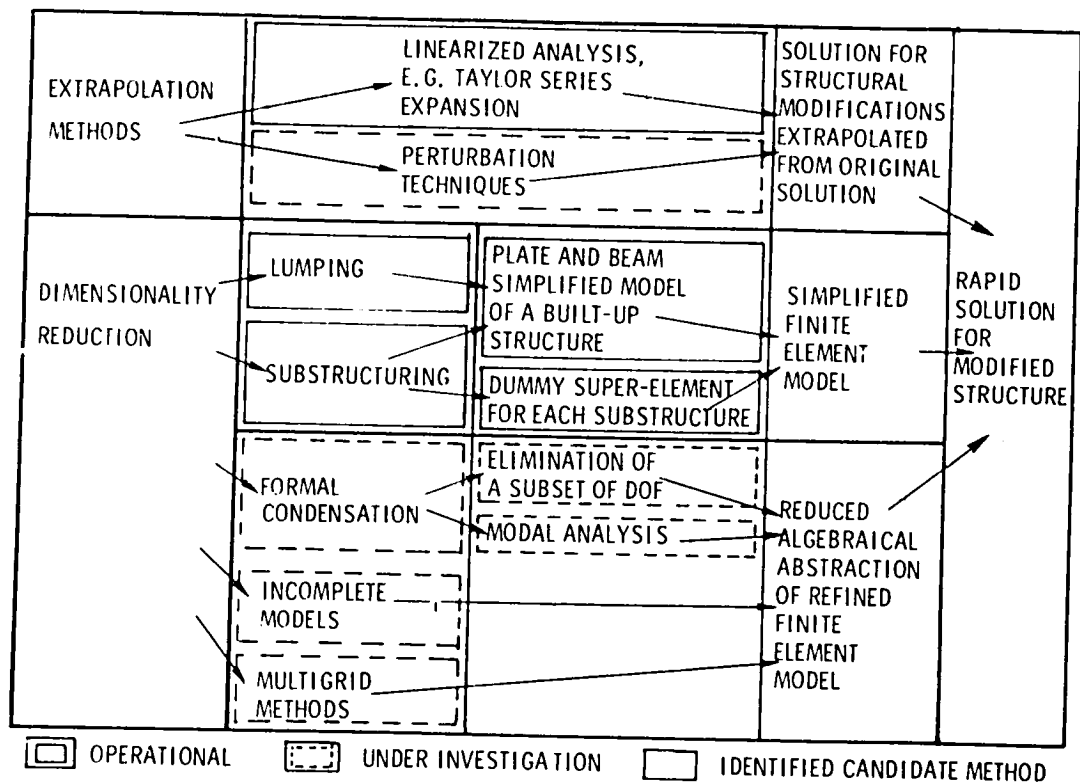 EXTRAPOLATION
METHODS
LINEARIZED ANALYSIS,
E.G. TAYLOR SERIES
EXPANSION
PERTURBATION
TECHNIQUES
SOLUTION FOR
STRUCTURAL
MODIFICATIONS
EXTRAPOLATED
FROM ORIGINAL
SOLUTION
DIMENSIONALITY
REDUCTION
LUMPING
SUBSTRUCTURING
PLATE AND BEAM
SIMPLIFIED MODEL
OF A BUILT-UP
STRUCTURE
DUMMY SUPER-ELEMENT
FOR EACH SUBSTRUCTURE
SIMPLIFIED
FINITE
ELEMENT
MODEL
RAPID
SOLUTION
FOR
MODIFIED
STRUCTURE
FORMAL
CONDENSATION
ELIMINATION OF
A SUBSET OF DOF
MODAL ANALYSIS
INCOMPLETE
MODELS
MULTIGRID
METHODS
REDUCED
ALGEBRAICAL
ABSTRACTION
OF REFINED
FINITE
ELEMENT
MODEL
OPERATIONAL
UNDER INVESTIGATION
IDENTIFIED CANDIDATE METHOD